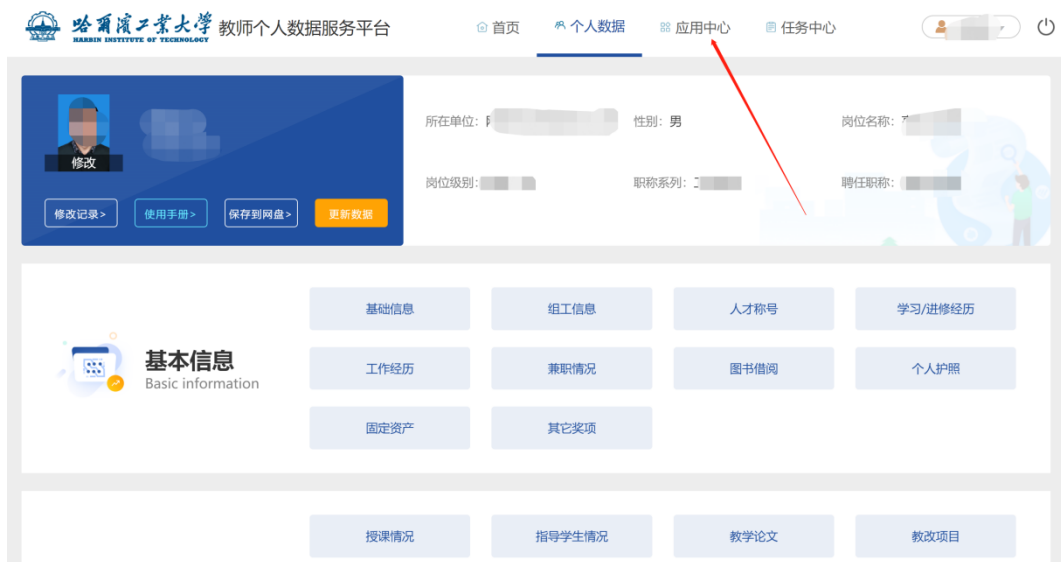 哈爾濱工業大學
HARBIN INSTITUTE OF TECHNOLOGY
教师个人数据服务平台 首页 个人数据 应用中心 任务中心
所在单位： 性别：男 岗位名称：
修改
岗位级别： 职称系列： 聘任职称：
修改记录> 使用手册> 保存到网盘> 更新数据
基础信息 组工信息 人才称号 学习/进修经历
基本信息
Basic information
工作经历 兼职情况 图书借阅 个人护照
固定资产 其它奖项
授课情况 指导学生情况 教学论文 教改项目